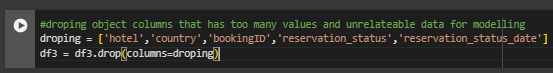 #droping object columns that has too many values and unrelateable data for modelling
droping = ['hotel','country','bookingID','reservation_status','reservation_status_date']
df3 = df3.drop(columns=droping)